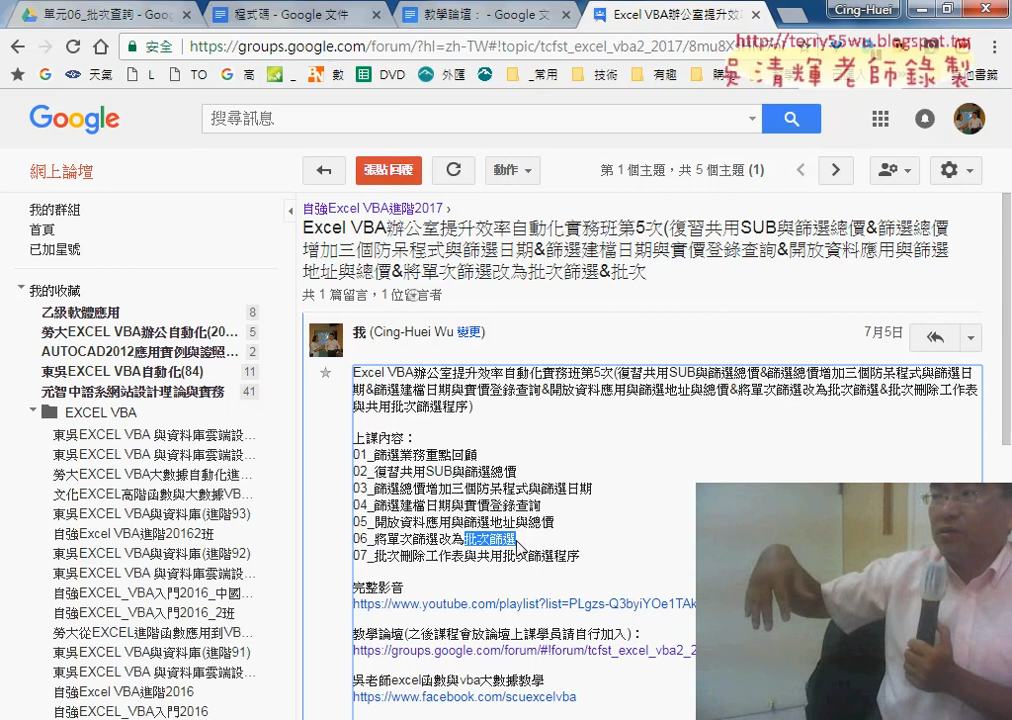 單元06_批次查詢 - Goog
程式碼 - Google 文件
教學論壇： - Google 文
Excel VBA辦公室提升效
Cing-Huei
安全
https://groups.google.com/forum/?hl=zh-TW#!topic/tcfst_excel_vba2_2017/8mu8X
http://terry55wu.blogspot.tw
吳清輝老師錄製
天氣
L
TO
高
數
DVD
外匯
_常用
技術
有趣
Google
搜尋訊息
網上論壇
張貼回覆
動作
第 1 個主題，共 5 個主題 (1)
我的群組
首頁
已加星號
我的收藏
乙級軟體應用 8
勞大EXCEL VBA辦公自動化(20... 5
AUTOCAD2012應用實例與證照... 2
東吳EXCEL VBA自動化(84) 11
元智中語系網站設計理論與實務 41
EXCEL VBA
東吳EXCEL VBA 與資料庫雲端設...
東吳EXCEL VBA 與資料庫雲端設...
勞大EXCEL VBA大數據自動化進...
文化EXCEL高階函數與大數據VB...
東吳EXCEL VBA與資料庫(進階93)
自強Excel VBA入門20162班
東吳EXCEL VBA與資料庫(進階92)
自強EXCEL_VBA入門2016_中國...
自強EXCEL_VBA入門2016_2班
勞大從EXCEL進階函數應用到VB...
東吳EXCEL VBA與資料庫(進階91)
東吳EXCEL VBA 與資料庫雲端設...
自強Excel VBA進階2016
自強EXCEL_VBA入門2016
自強Excel VBA進階2017 ›
Excel VBA辦公室提升效率自動化實務班第5次(復習共用SUB與篩選總價&篩選總價
增加三個防呆程式與篩選日期&篩選建檔日期與實價登錄查詢&開放資料應用與篩選
地址與總價&將單次篩選改為批次篩選&批次
共 1 篇留言，1 位留言者
我 (Cing-Huei Wu 變更)
7月5日
Excel VBA辦公室提升效率自動化實務班第5次(復習共用SUB與篩選總價&篩選總價增加三個防呆程式與篩選日
期&篩選建檔日期與實價登錄查詢&開放資料應用與篩選地址與總價&將單次篩選改為批次篩選&批次刪除工作表
與共用批次篩選程序)
上課內容：
01_篩選業務重點回顧
02_復習共用SUB與篩選總價
03_篩選總價增加三個防呆程式與篩選日期
04_篩選建檔日期與實價登錄查詢
05_開放資料應用與篩選地址與總價
06_將單次篩選改為批次篩選
07_批次刪除工作表與共用批次篩選程序
完整影音
https://www.youtube.com/playlist?list=PLgzs-Q3byiYOe1TAk
教學論壇(之後課程會放論壇上課學員請自行加入)：
https://groups.google.com/forum/#!forum/tcfst_excel_vba2_2
吳老師excel函數與vba大數據教學
https://www.facebook.com/scuexcelvba